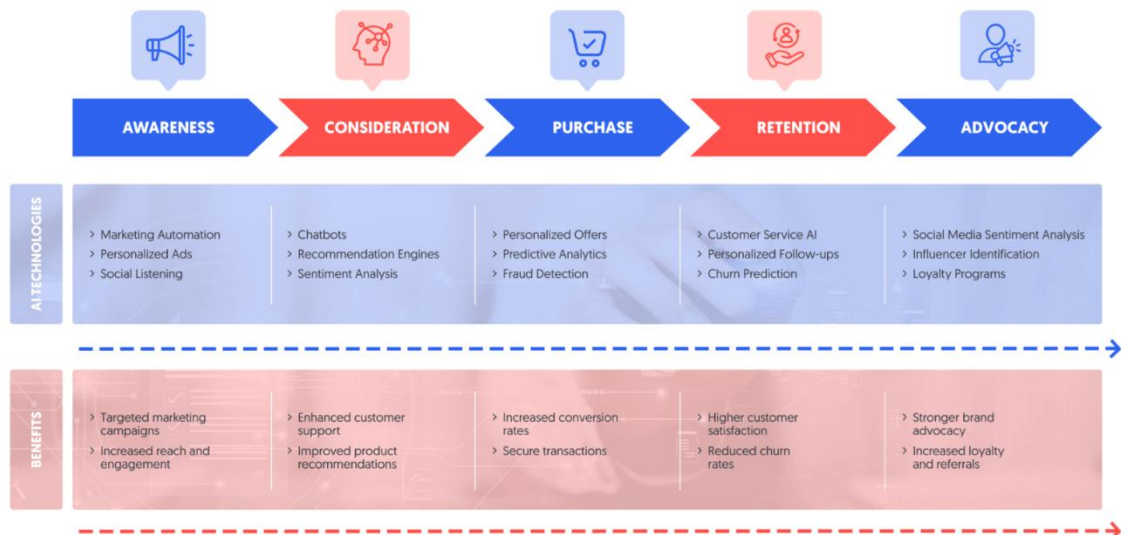 AWARENESS
CONSIDERATION
PURCHASE
RETENTION
ADVOCACY
AI TECHNOLOGIES
> Marketing Automation
> Personalized Ads
> Social Listening
> Chatbots
> Recommendation Engines
> Sentiment Analysis
> Personalized Offers
> Predictive Analytics
> Fraud Detection
> Customer Service AI
> Personalized Follow-ups
> Churn Prediction
> Social Media Sentiment Analysis
> Influencer Identification
> Loyalty Programs
BENEFITS
> Targeted marketing
campaigns
> Increased reach and
engagement
> Enhanced customer
support
> Improved product
recommendations
> Increased conversion
rates
> Secure transactions
> Higher customer
satisfaction
> Reduced churn
rates
> Stronger brand
advocacy
> Increased loyalty
and referrals